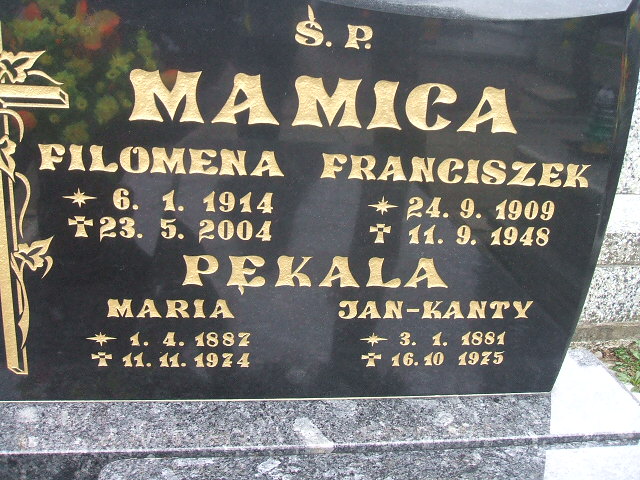 Ś. P.
MAMICA
FILOMENA FRANCISZEK
* 6. 1. 1914 * 24. 9. 1909
✝ 23. 5. 2004 ✝ 11. 9. 1948
PĘKALA
MARIA JAN-KANTY
* 1. 4. 1887 * 3. 1. 1881
✝ 11. 11. 1974 ✝ 16. 10 1975